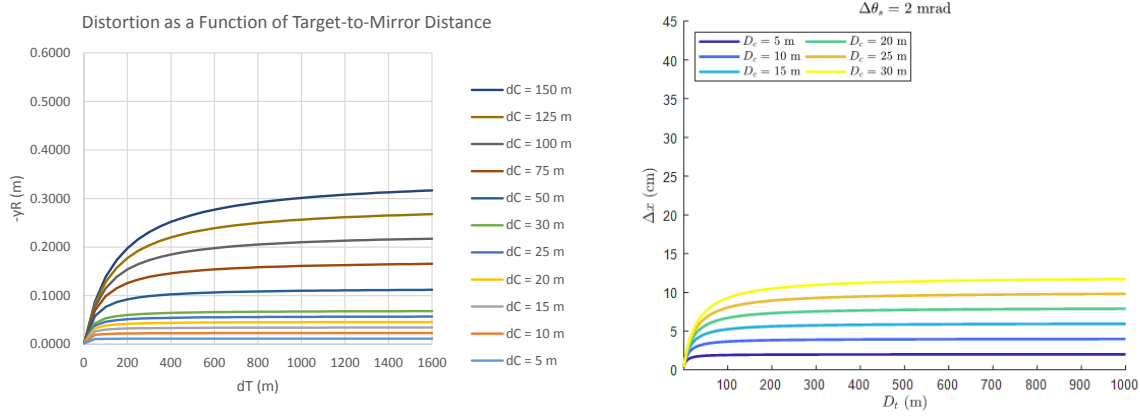 Distortion as a Function of Target-to-Mirror Distance
-yR (m)
0.6000
0.5000
0.4000
0.3000
0.2000
0.1000
0.0000
0 200 400 600 800 1000 1200 1400 1600
dT (m)
dC = 150 m
dC = 125 m
dC = 100 m
dC = 75 m
dC = 50 m
dC = 30 m
dC = 25 m
dC = 20 m
dC = 15 m
dC = 10 m
dC = 5 m
Δθs = 2 mrad
Dc = 5 m Dc = 20 m
Dc = 10 m Dc = 25 m
Dc = 15 m Dc = 30 m
Δx (cm)
45
40
35
30
25
20
15
10
5
0
100 200 300 400 500 600 700 800 900 1000
Dt (m)